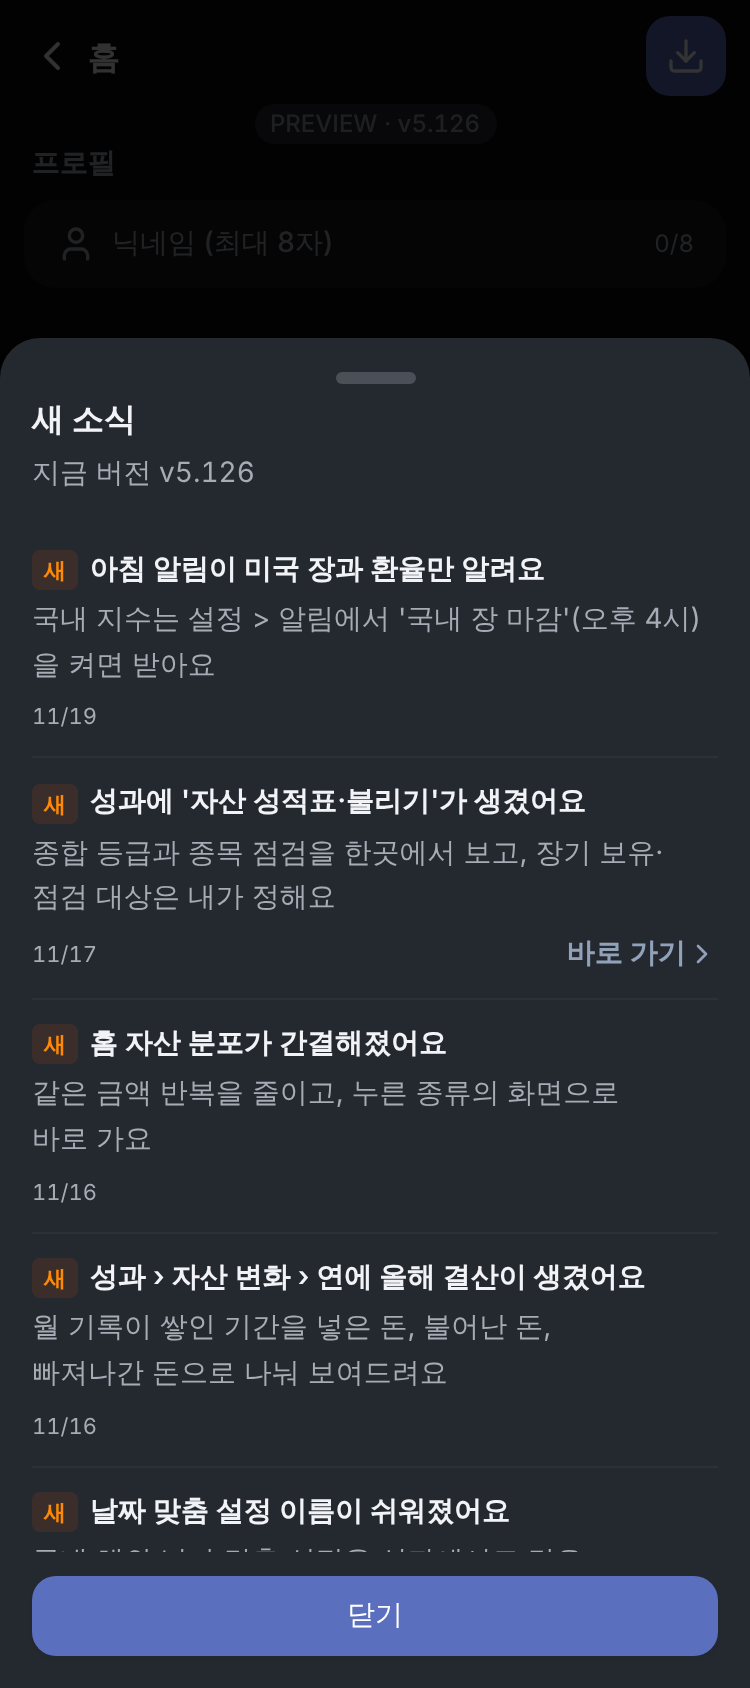 홈
PREVIEW · v5.126
프로필
닉네임 (최대 8자)
0/8
새 소식
지금 버전 v5.126
새 아침 알림이 미국 장과 환율만 알려요
국내 지수는 설정 > 알림에서 '국내 장 마감'(오후 4시)
을 켜면 받아요
11/19
새 성과에 '자산 성적표·불리기'가 생겼어요
종합 등급과 종목 점검을 한곳에서 보고, 장기 보유·
점검 대상은 내가 정해요
11/17
바로 가기
새 홈 자산 분포가 간결해졌어요
같은 금액 반복을 줄이고, 누른 종류의 화면으로
바로 가요
11/16
새 성과 › 자산 변화 › 연에 올해 결산이 생겼어요
월 기록이 쌓인 기간을 넣은 돈, 불어난 돈,
빠져나간 돈으로 나눠 보여드려요
11/16
새 날짜 맞춤 설정 이름이 쉬워졌어요
닫기